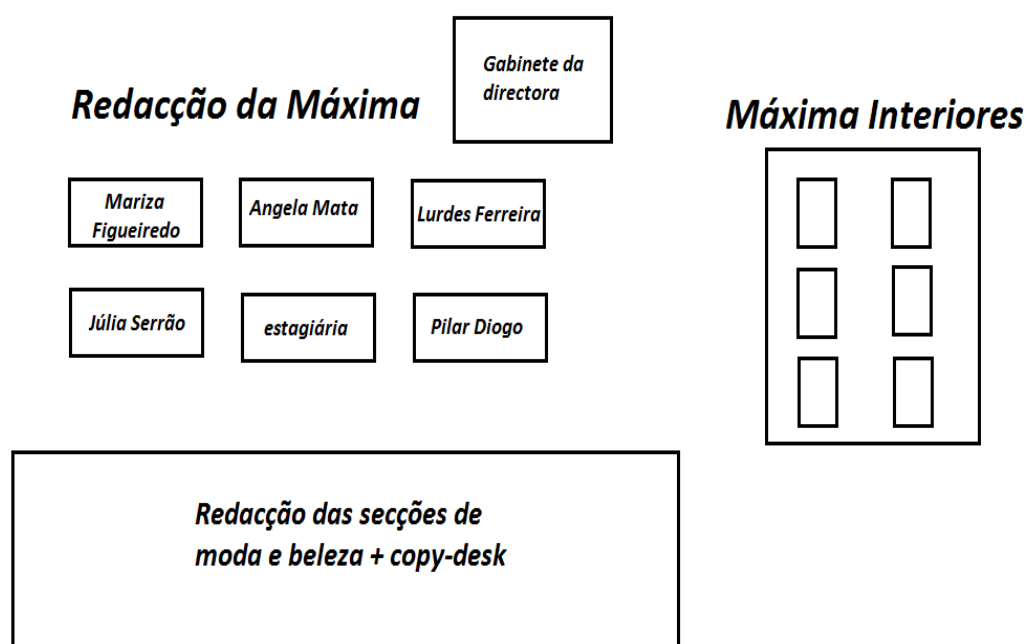 Gabinete da
directora
Redacção da Máxima
Máxima Interiores
Mariza
Figueiredo
Angela Mata
Lurdes Ferreira
Júlia Serrão
estagiária
Pilar Diogo
Redacção das secções de
moda e beleza + copy-desk